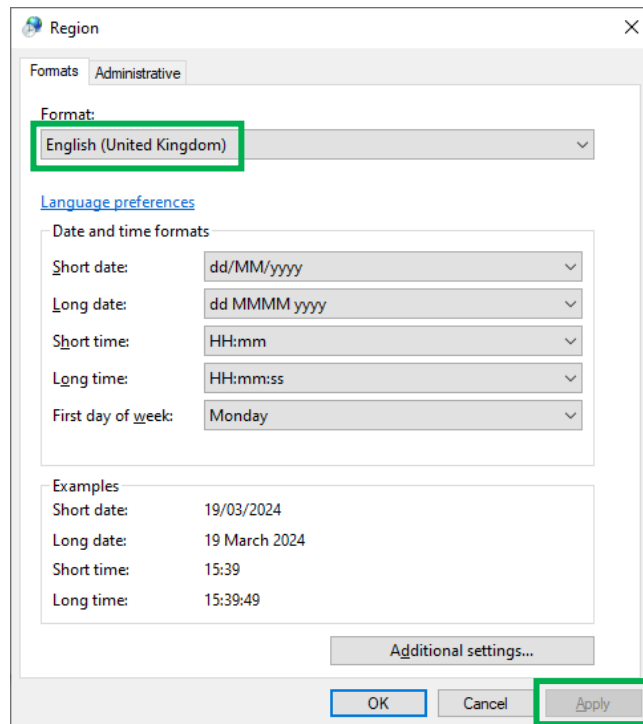 Region
Formats Administrative
Format:
English (United Kingdom)
Language preferences
Date and time formats
Short date: dd/MM/yyyy
Long date: dd MMMM yyyy
Short time: HH:mm
Long time: HH:mm:ss
First day of week: Monday
Examples
Short date: 19/03/2024
Long date: 19 March 2024
Short time: 15:39
Long time: 15:39:49
Additional settings...
OK Cancel Apply